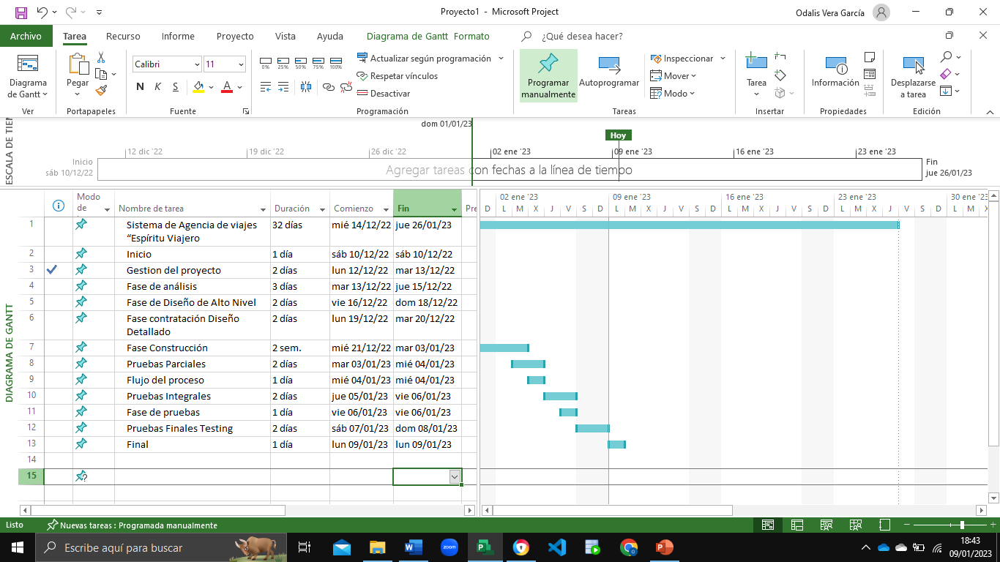 Proyecto1 - Microsoft Project
Odalis Vera García
Archivo Tarea Recurso Informe Proyecto Vista Ayuda Diagrama de Gantt Formato ¿Qué desea hacer?
Diagrama de Gantt
Ver
Pegar
Portapapeles
Calibri 11
N K S A
Fuente
0% 25% 50% 75% 100%
Actualizar según programación
Respetar vínculos
Desactivar
Programación
Programar manualmente
Autoprogramar
Inspeccionar
Mover
Modo
Tareas
Tarea
Insertar
Información
Propiedades
Desplazarse a tarea
Edición
ESCALA DE TIEM
dom 01/01/23
Hoy
12 dic '22 19 dic '22 26 dic '22 02 ene '23 09 ene '23 16 ene '23 23 ene '23
Inicio
sáb 10/12/22
Agregar tareas con fechas a la línea de tiempo
Fin
jue 26/01/23
DIAGRAMA DE GANTT
Modo de Nombre de tarea Duración Comienzo Fin Pre
02 ene '23 09 ene '23 16 ene '23 23 ene '23 30 ene '23
D L M X J V S D L M X J V S D L M X J V S D L M X J V S D L M X
1 Sistema de Agencia de viajes “Espíritu Viajero 32 días mié 14/12/22 jue 26/01/23
2 Inicio 1 día sáb 10/12/22 sáb 10/12/22
3 Gestion del proyecto 2 días lun 12/12/22 mar 13/12/22
4 Fase de análisis 3 días mar 13/12/22 jue 15/12/22
5 Fase de Diseño de Alto Nivel 2 días vie 16/12/22 dom 18/12/22
6 Fase contratación Diseño Detallado 2 días lun 19/12/22 mar 20/12/22
7 Fase Construcción 2 sem. mié 21/12/22 mar 03/01/23
8 Pruebas Parciales 2 días mar 03/01/23 mié 04/01/23
9 Flujo del proceso 1 día mié 04/01/23 mié 04/01/23
10 Pruebas Integrales 2 días jue 05/01/23 vie 06/01/23
11 Fase de pruebas 1 día vie 06/01/23 vie 06/01/23
12 Pruebas Finales Testing 2 días sáb 07/01/23 dom 08/01/23
13 Final 1 día lun 09/01/23 lun 09/01/23
14
15
Listo Nuevas tareas : Programada manualmente
Escribe aquí para buscar
zoom
18:43
09/01/2023